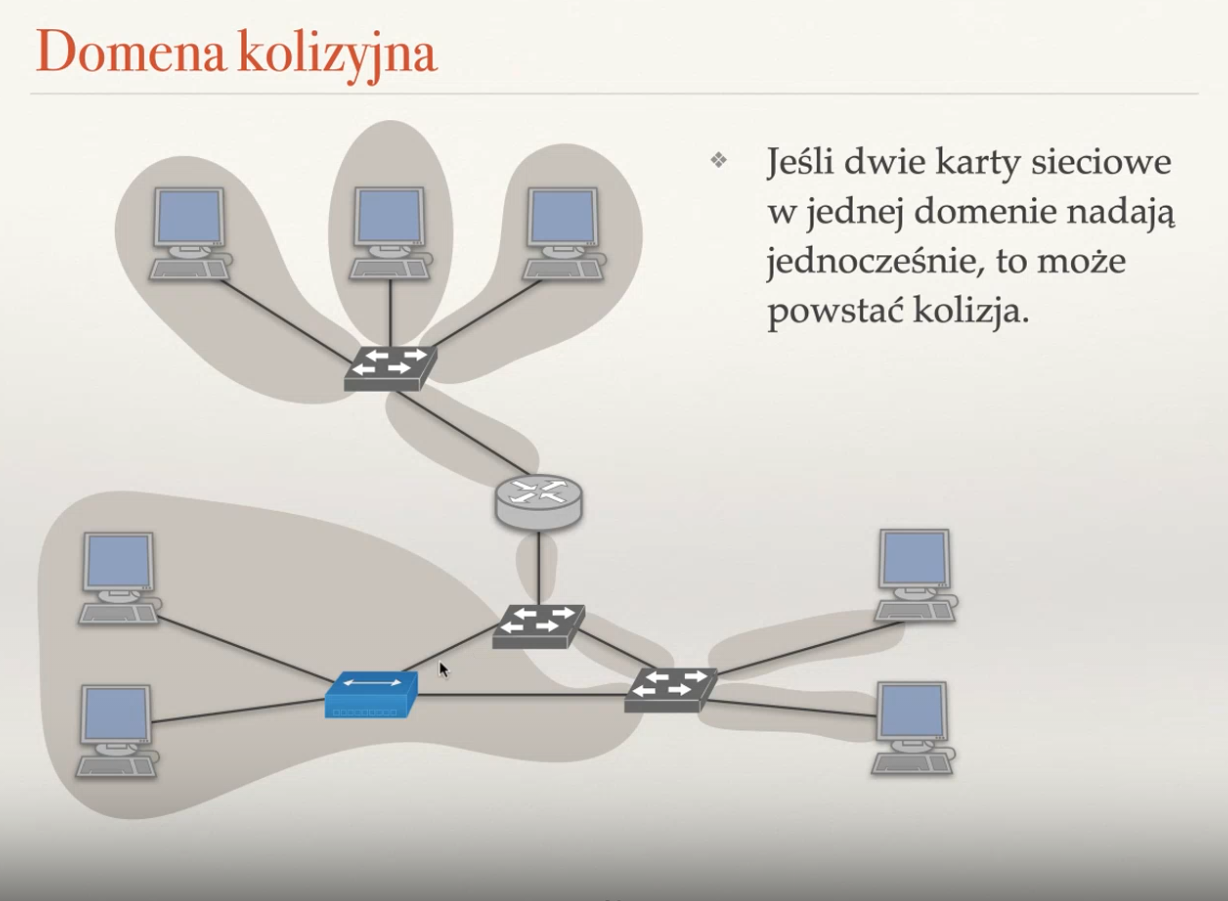 Domena kolizyjna
Jeśli dwie karty sieciowe
w jednej domenie nadają
jednocześnie, to może
powstać kolizja.